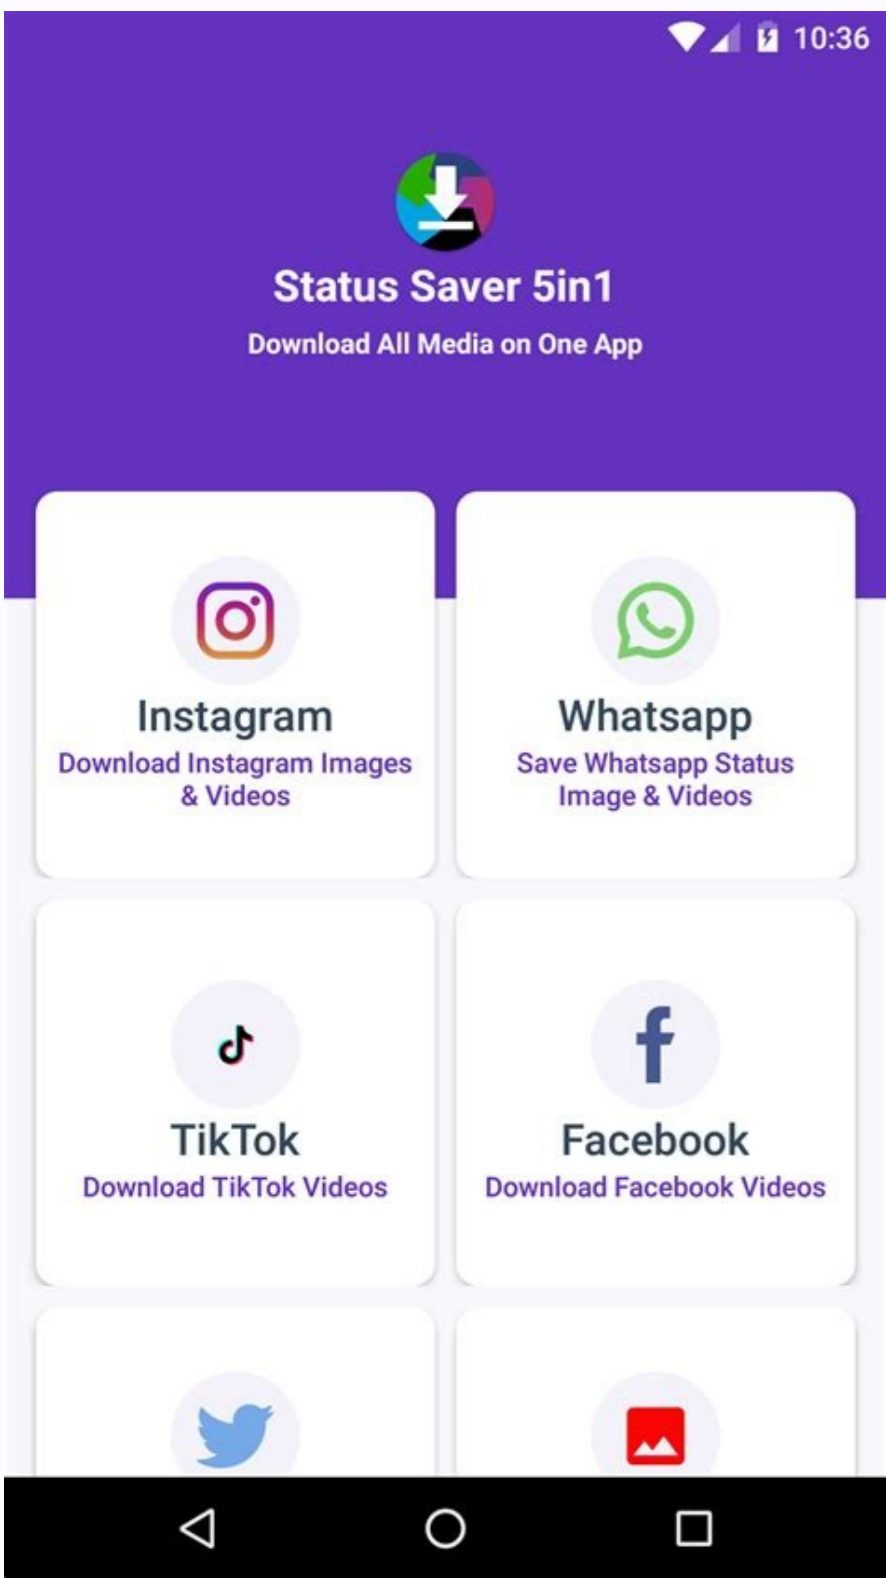 10:36
Status Saver 5in1
Download All Media on One App
Instagram
Download Instagram Images
& Videos
Whatsapp
Save Whatsapp Status
Image & Videos
TikTok
Download TikTok Videos
Facebook
Download Facebook Videos